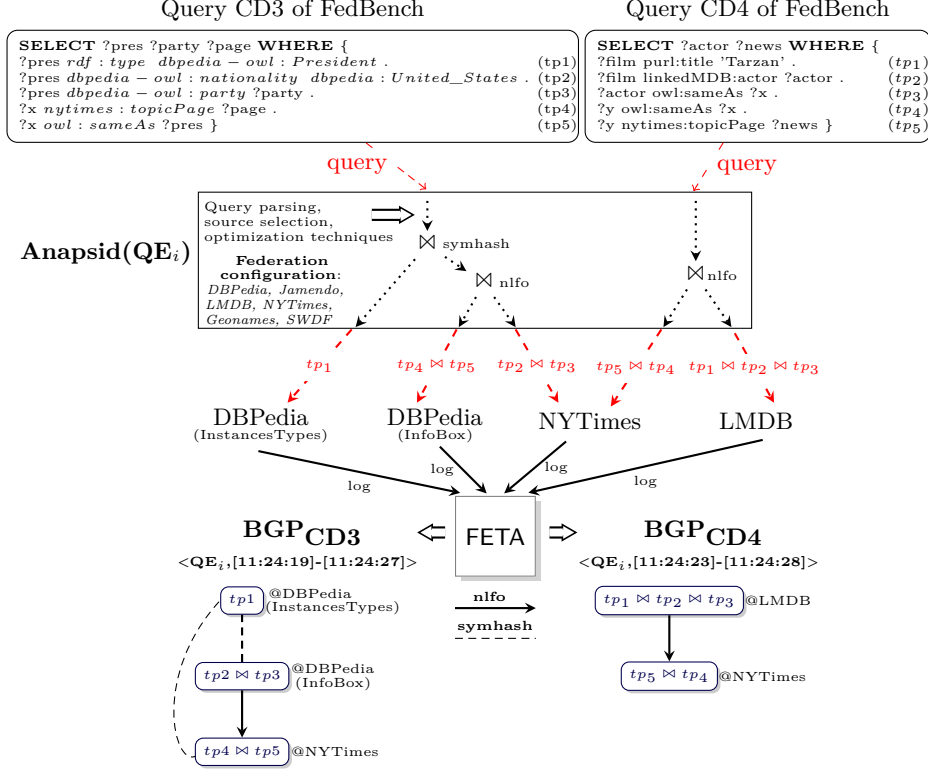 Query CD3 of FedBench
SELECT ?pres ?party ?page WHERE {
?pres rdf : type dbpedia − owl : President . (tp1)
?pres dbpedia − owl : nationality dbpedia : United_States . (tp2)
?pres dbpedia − owl : party ?party . (tp3)
?x nytimes : topicPage ?page . (tp4)
?x owl : sameAs ?pres } (tp5)
Query CD4 of FedBench
SELECT ?actor ?news WHERE {
?film purl:title 'Tarzan' . (tp1)
?film linkedMDB:actor ?actor . (tp2)
?actor owl:sameAs ?x . (tp3)
?y owl:sameAs ?x . (tp4)
?y nytimes:topicPage ?news } (tp5)
query
query
Anapsid(QEi)
Query parsing,
source selection,
optimization techniques
Federation
configuration:
DBPedia, Jamendo,
LMDB, NYTimes,
Geonames, SWDF
⋈ symhash
⋈ nlfo
⋈ nlfo
tp1
tp4 ⋈ tp5
tp2 ⋈ tp3
tp5 ⋈ tp4
tp1 ⋈ tp2 ⋈ tp3
DBPedia
(InstancesTypes)
DBPedia
(InfoBox)
NYTimes
LMDB
log
log
log
log
FETA
BGPCD3
<QEi,[11:24:19]-[11:24:27]>
BGPCD4
<QEi,[11:24:23]-[11:24:28]>
nlfo
symhash
tp1
@DBPedia
(InstancesTypes)
tp2 ⋈ tp3
@DBPedia
(InfoBox)
tp4 ⋈ tp5 @NYTimes
tp1 ⋈ tp2 ⋈ tp3 @LMDB
tp5 ⋈ tp4 @NYTimes